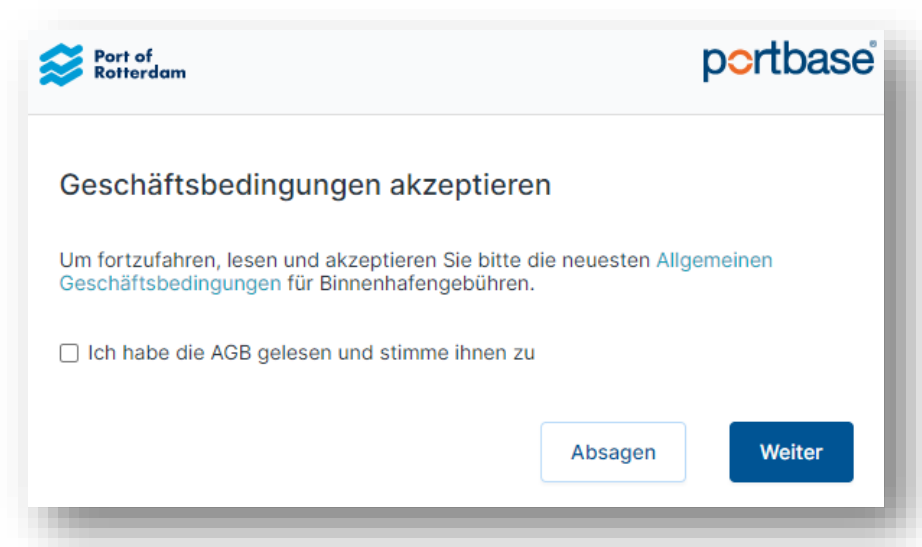 Port of
Rotterdam
portbase®
Geschäftsbedingungen akzeptieren
Um fortzufahren, lesen und akzeptieren Sie bitte die neuesten Allgemeinen
Geschäftsbedingungen für Binnenhafengebühren.
Ich habe die AGB gelesen und stimme ihnen zu
Absagen
Weiter